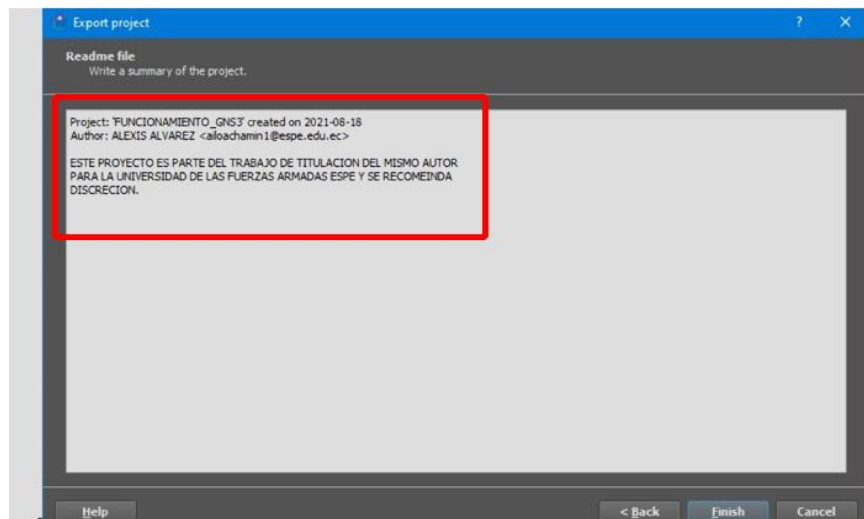 Export project
? X
Readme file
Write a summary of the project.
Project: 'FUNCIONAMIENTO_GNS3' created on 2021-08-18
Author: ALEXIS ALVAREZ <ailoachamin1@espe.edu.ec>
ESTE PROYECTO ES PARTE DEL TRABAJO DE TITULACION DEL MISMO AUTOR
PARA LA UNIVERSIDAD DE LAS FUERZAS ARMADAS ESPE Y SE RECOMEINDA
DISCRECION.
Help < Back Finish Cancel